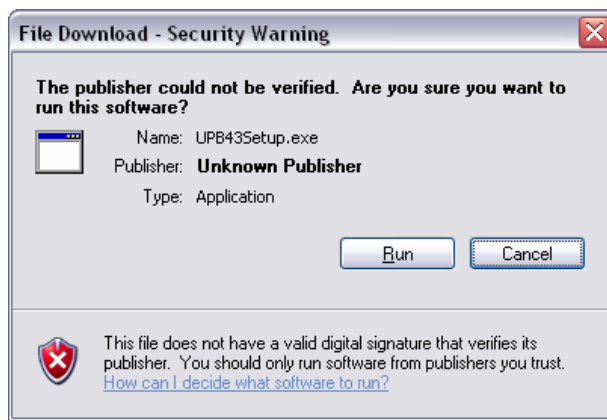 File Download - Security Warning
The publisher could not be verified.  Are you sure you want to
run this software?
Name: UPB43Setup.exe
Publisher: Unknown Publisher
Type: Application
Run
Cancel
This file does not have a valid digital signature that verifies its
publisher.  You should only run software from publishers you trust.
How can I decide what software to run?